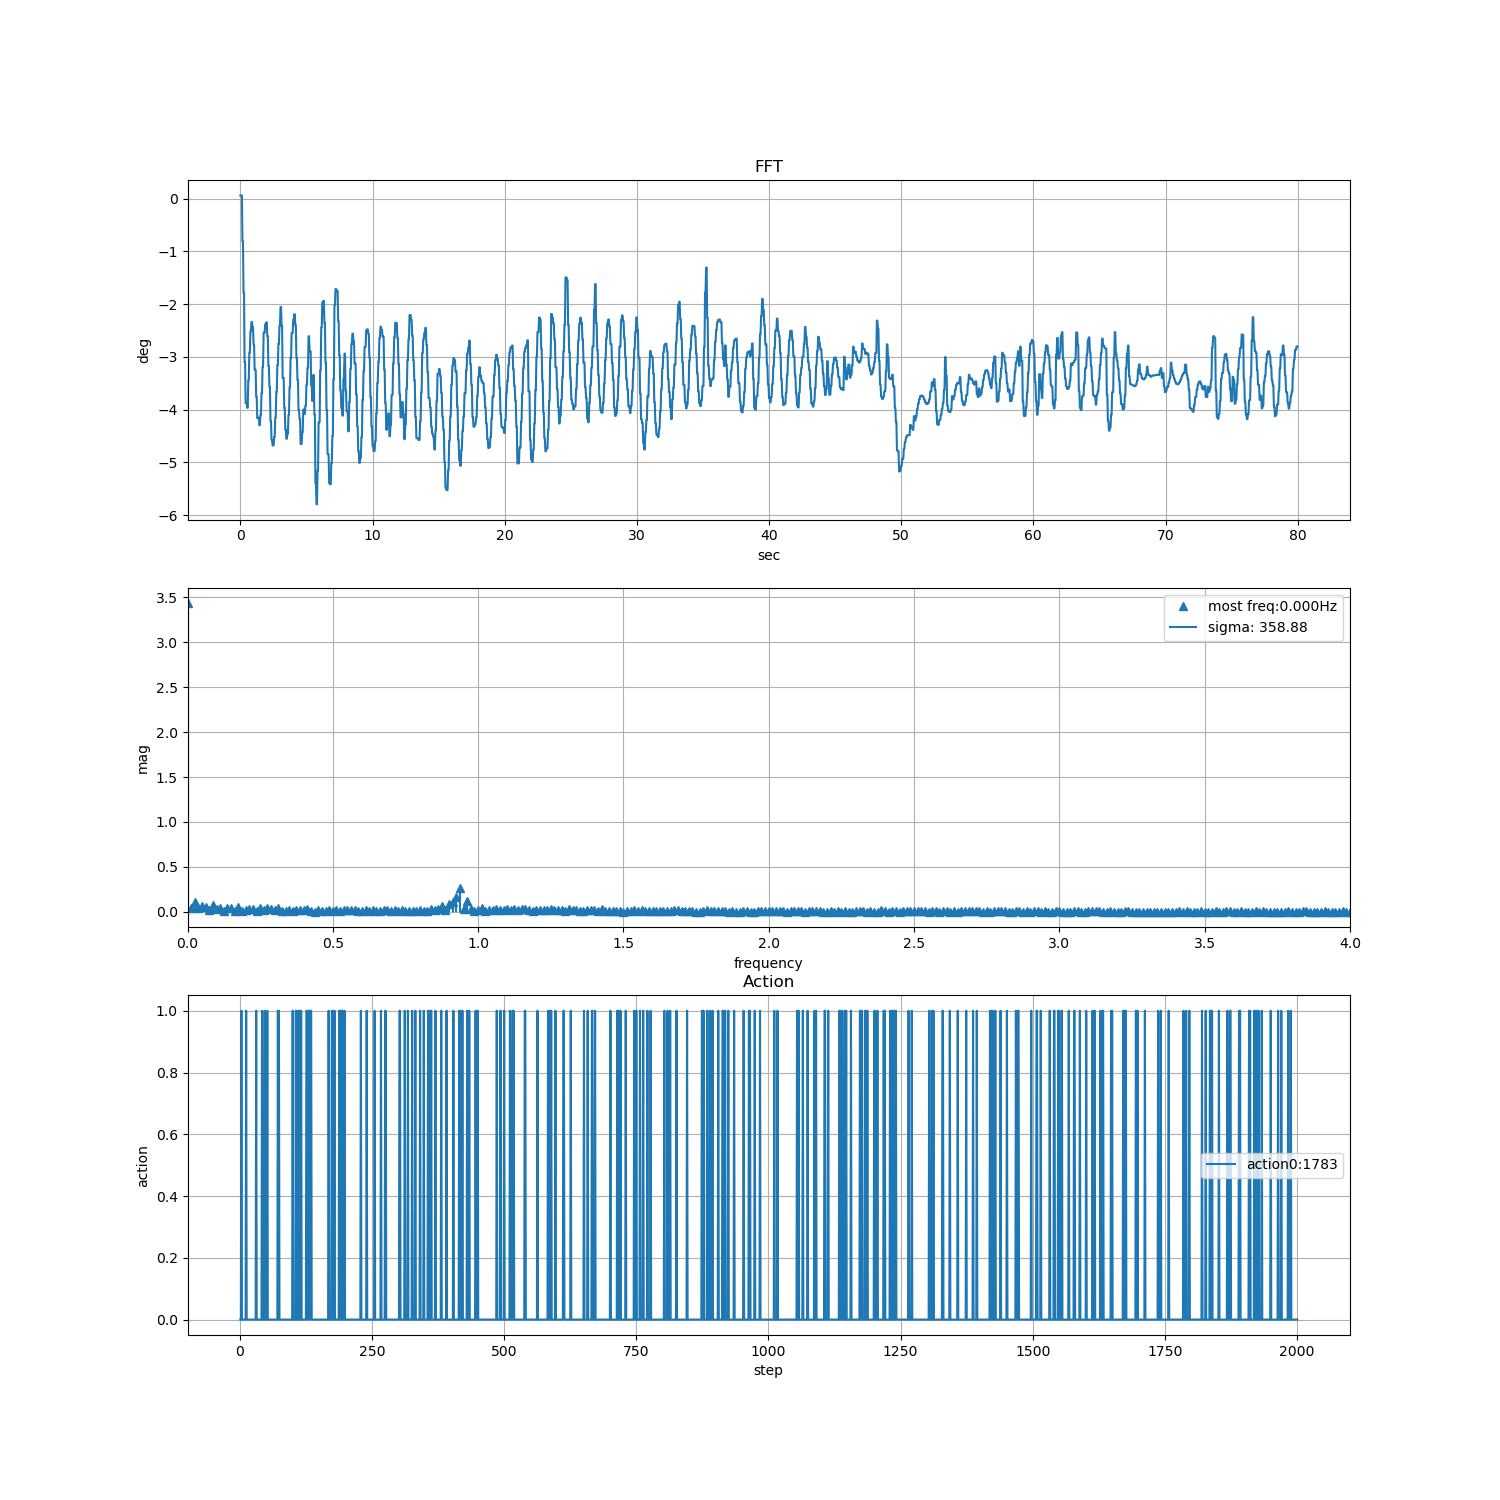 FFT
0
−1
−2
−3
−4
−5
−6
deg
0 10 20 30 40 50 60 70 80
sec
3.5
3.0
2.5
2.0
1.5
1.0
0.5
0.0
mag
most freq:0.000Hz
sigma: 358.88
0.0 0.5 1.0 1.5 2.0 2.5 3.0 3.5 4.0
frequency
Action
1.0
0.8
0.6
0.4
0.2
0.0
action
action0:1783
0 250 500 750 1000 1250 1500 1750 2000
step